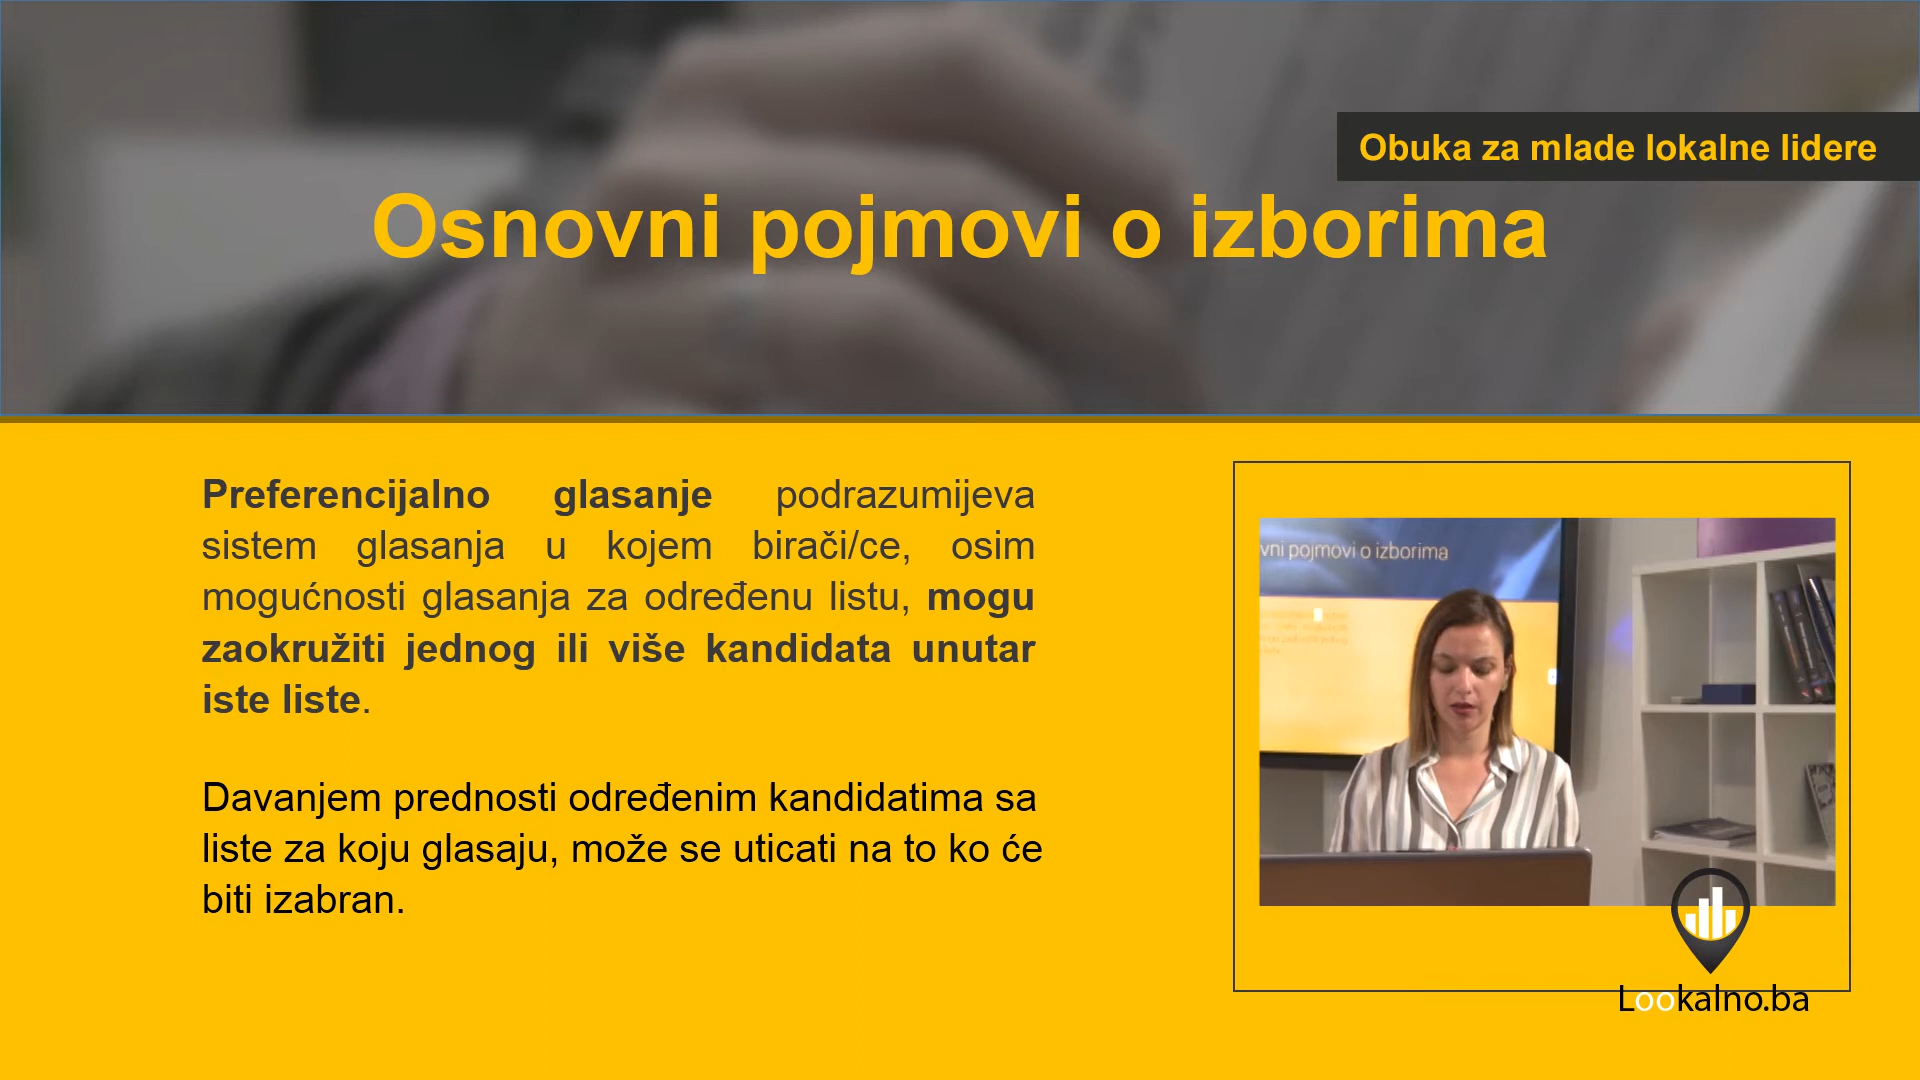 Obuka za mlade lokalne lidere
Osnovni pojmovi o izborima
Preferencijalno glasanje podrazumijeva
sistem glasanja u kojem birači/ce, osim
mogućnosti glasanja za određenu listu, mogu
zaokružiti jednog ili više kandidata unutar
iste liste.
Davanjem prednosti određenim kandidatima sa
liste za koju glasaju, može se uticati na to ko će
biti izabran.
vni pojmovi o izborima
Lookalno.ba